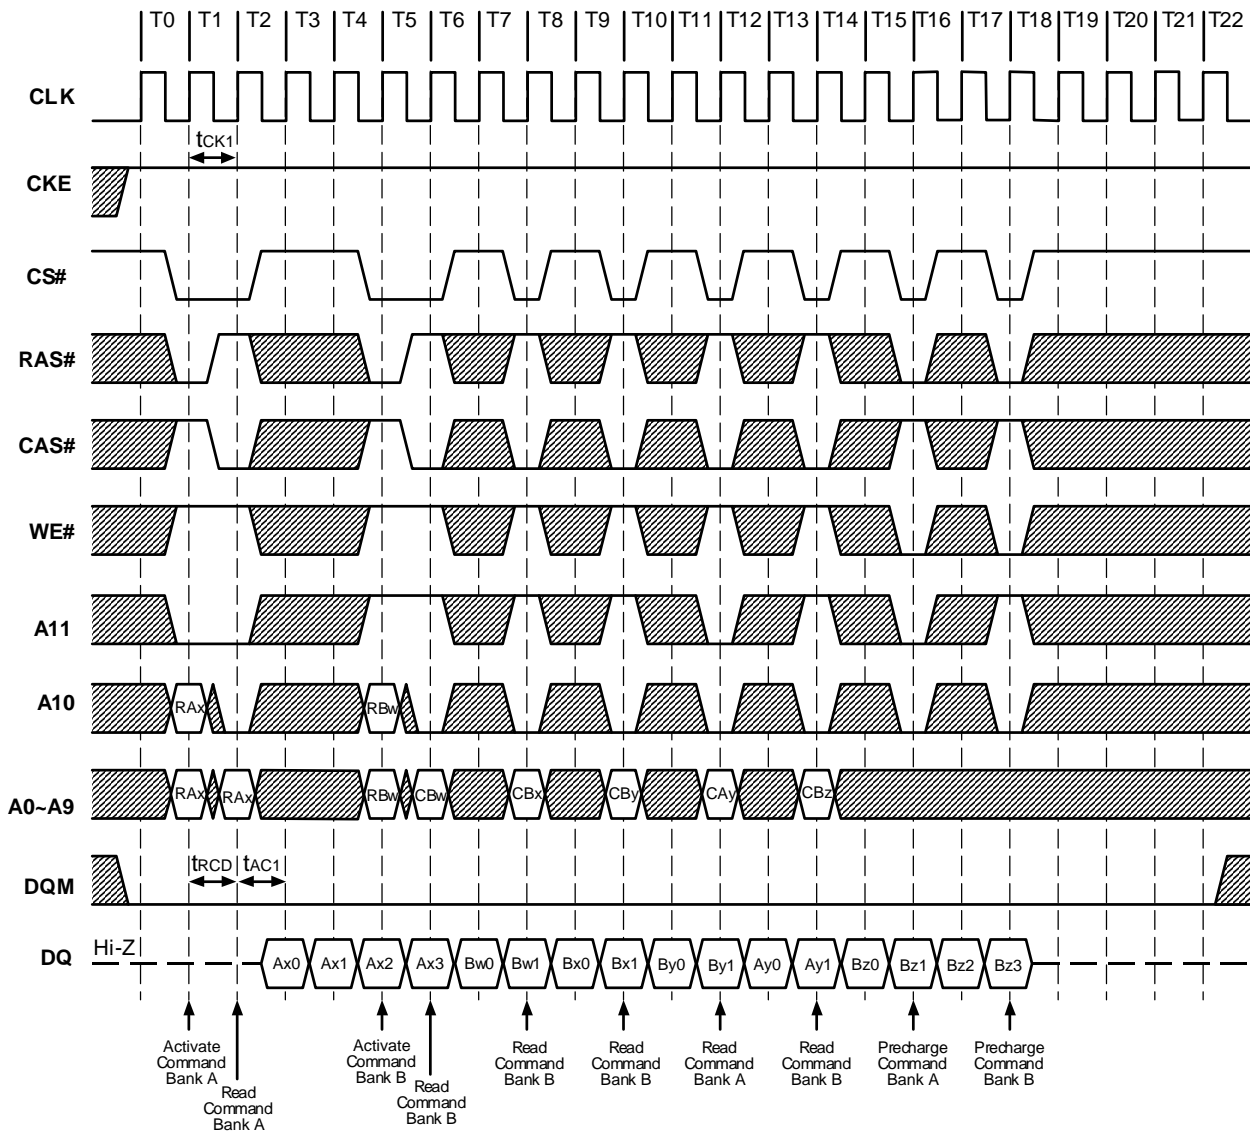 T0 T1 T2 T3 T4 T5 T6 T7 T8 T9 T10 T11 T12 T13 T14 T15 T16 T17 T18 T19 T20 T21 T22
CLK
tCK1
CKE
CS#
RAS#
CAS#
WE#
A11
A10
RAx RBw
A0~A9
RAx RAx RBw CBw CBx CBy CAy CBz
tRCD tAC1
DQM
Hi-Z
DQ
Ax0 Ax1 Ax2 Ax3 Bw0 Bw1 Bx0 Bx1 By0 By1 Ay0 Ay1 Bz0 Bz1 Bz2 Bz3
Activate
Command
Bank A
Read
Command
Bank A
Activate
Command
Bank B
Read
Command
Bank B
Read
Command
Bank B
Read
Command
Bank B
Read
Command
Bank A
Read
Command
Bank B
Precharge
Command
Bank A
Precharge
Command
Bank B